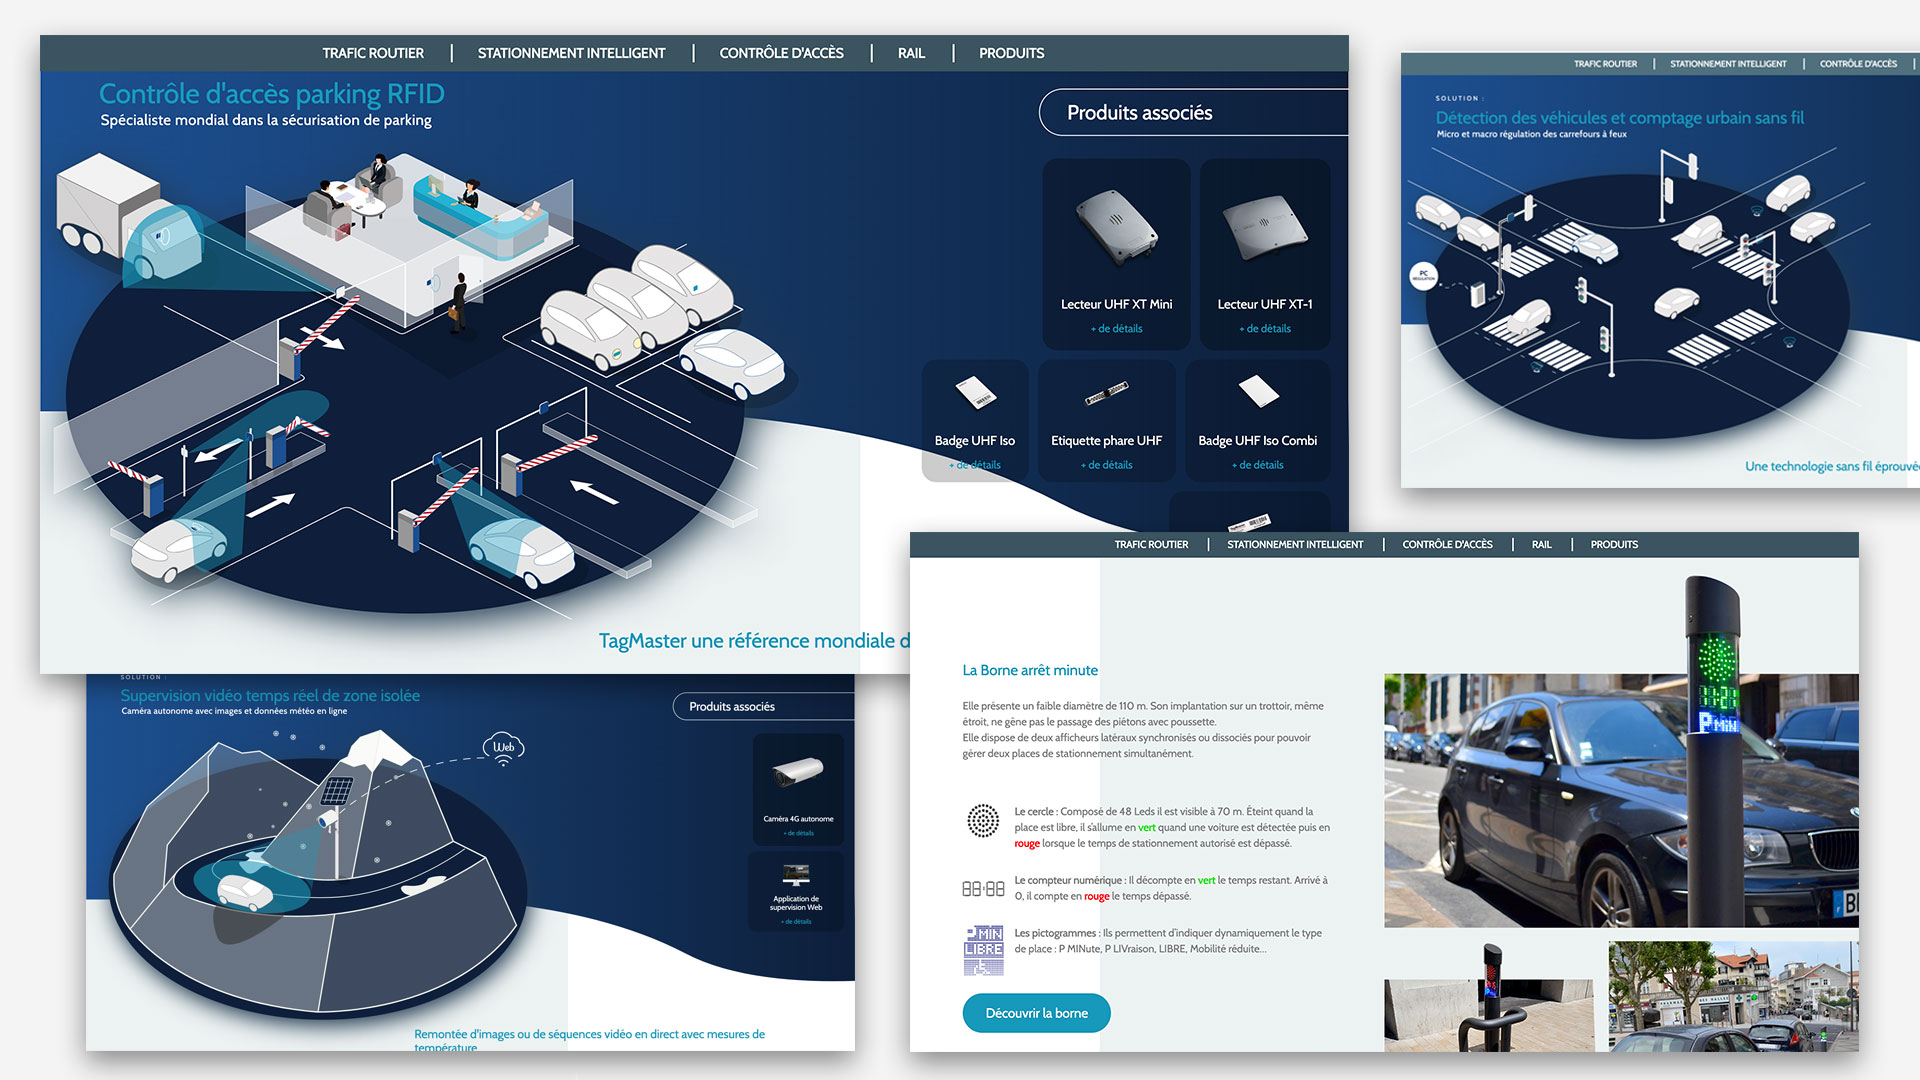 TRAFIC ROUTIER | STATIONNEMENT INTELLIGENT | CONTRÔLE D'ACCÈS | RAIL | PRODUITS
Contrôle d'accès parking RFID
Spécialiste mondial dans la sécurisation de parking
Produits associés
Lecteur UHF XT Mini
+ de détails
Lecteur UHF XT-1
+ de détails
Badge UHF Iso
+ de détails
Etiquette phare UHF
+ de détails
Badge UHF Iso Combi
+ de détails
TagMaster une référence mondiale d
TRAFIC ROUTIER | STATIONNEMENT INTELLIGENT | CONTRÔLE D'ACCÈS |
SOLUTION :
Détection des véhicules et comptage urbain sans fil
Micro et macro régulation des carrefours à feux
PC
RÉGULATION
Une technologie sans fil éprouvée
SOLUTION :
Supervision vidéo temps réel de zone isolée
Caméra autonome avec images et données météo en ligne
Web
Produits associés
Caméra 4G autonome
+ de détails
Application de
supervision Web
+ de détails
Remontée d'images ou de séquences vidéo en direct avec mesures de
température
TRAFIC ROUTIER | STATIONNEMENT INTELLIGENT | CONTRÔLE D'ACCÈS | RAIL | PRODUITS
La Borne arrêt minute
Elle présente un faible diamètre de 110 m. Son implantation sur un trottoir, même
étroit, ne gêne pas le passage des piétons avec poussette.
Elle dispose de deux afficheurs latéraux synchronisés ou dissociés pour pouvoir
gérer deux places de stationnement simultanément.
Le cercle : Composé de 48 Leds il est visible à 70 m. Éteint quand la
place est libre, il s'allume en vert quand une voiture est détectée puis en
rouge lorsque le temps de stationnement autorisé est dépassé.
88:88
Le compteur numérique : Il décompte en vert le temps restant. Arrivé à
0, il compte en rouge le temps dépassé.
P MIN
LIBRE
Les pictogrammes : Ils permettent d'indiquer dynamiquement le type
de place : P MINute, P LIVraison, LIBRE, Mobilité réduite...
Découvrir la borne
P MIN